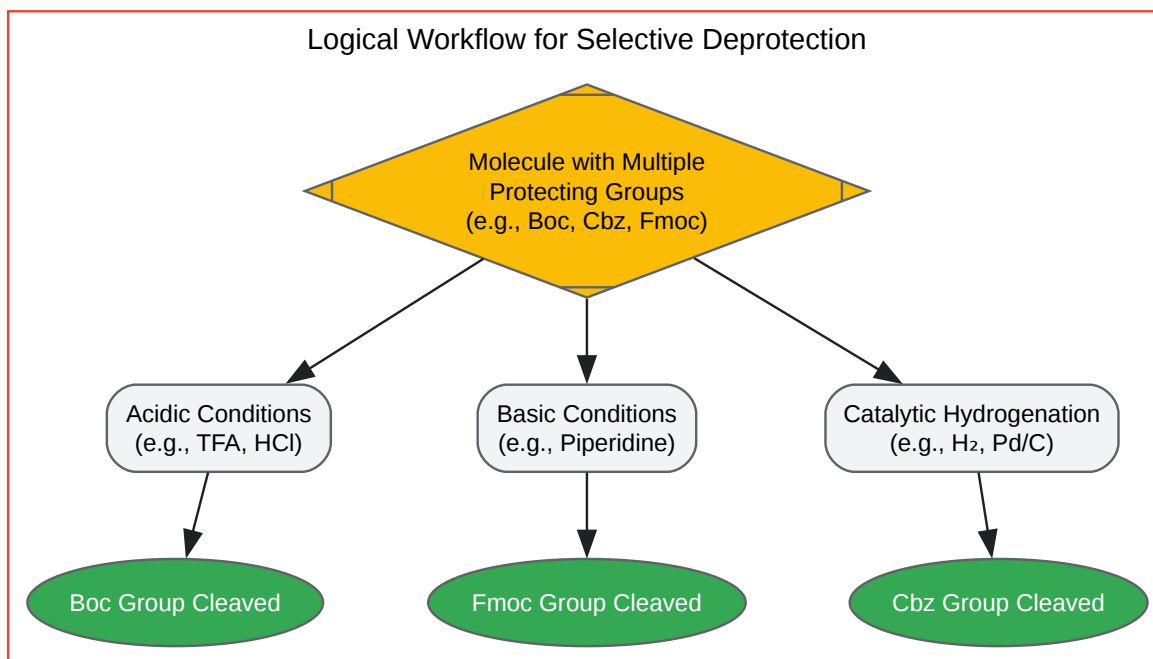 Logical Workflow for Selective Deprotection
Molecule with Multiple
Protecting Groups
(e.g., Boc, Cbz, Fmoc)
Acidic Conditions
(e.g., TFA, HCl)
Basic Conditions
(e.g., Piperidine)
Catalytic Hydrogenation
(e.g., H₂, Pd/C)
Boc Group Cleaved
Fmoc Group Cleaved
Cbz Group Cleaved